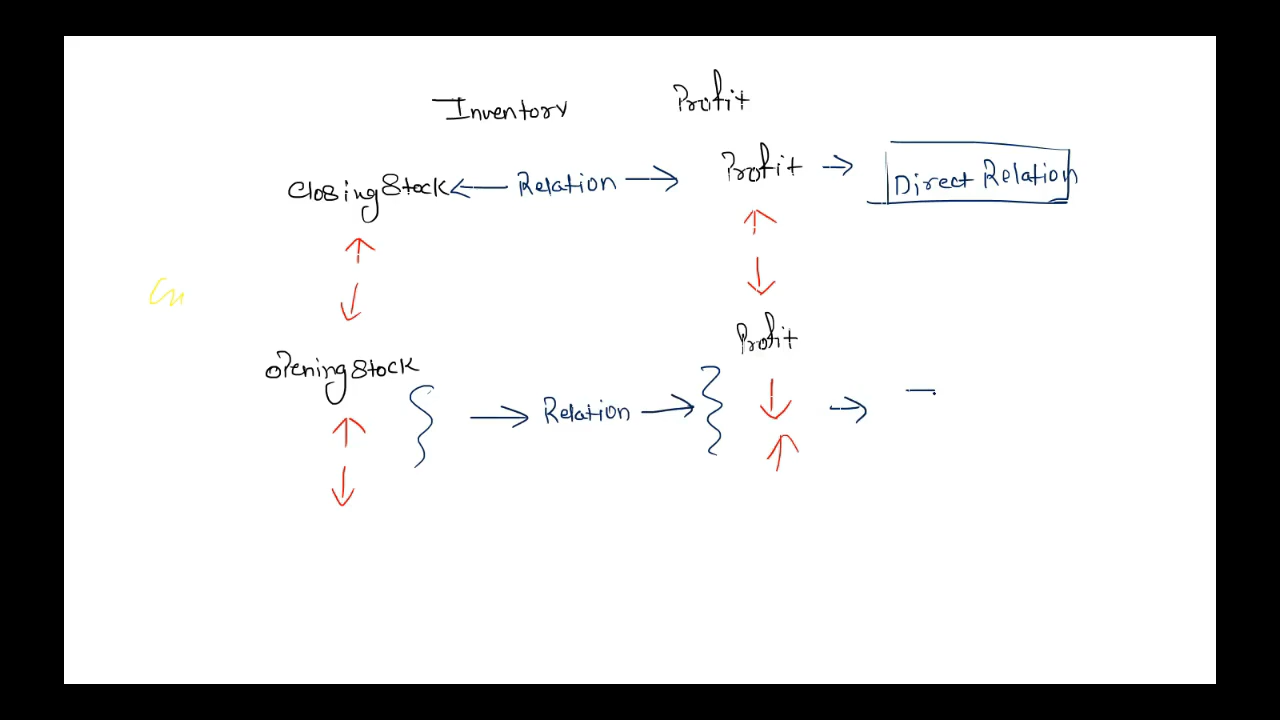 Inventory Profit
Closing Stock ← Relation → Profit → Direct Relation
Opening Stock → Relation → Profit →